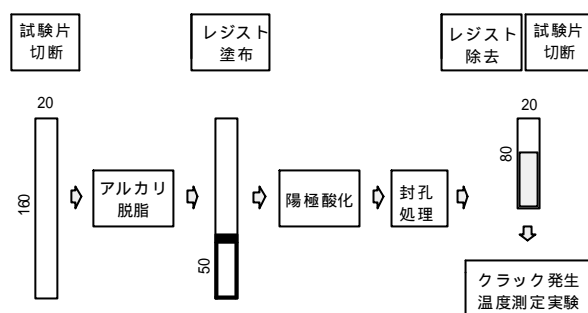 試験片
切断
レジスト
塗布
レジスト
除去
試験片
切断
20
160
アルカリ
脱脂
50
陽極酸化
封孔
処理
20
80
クラック発生
温度測定実験